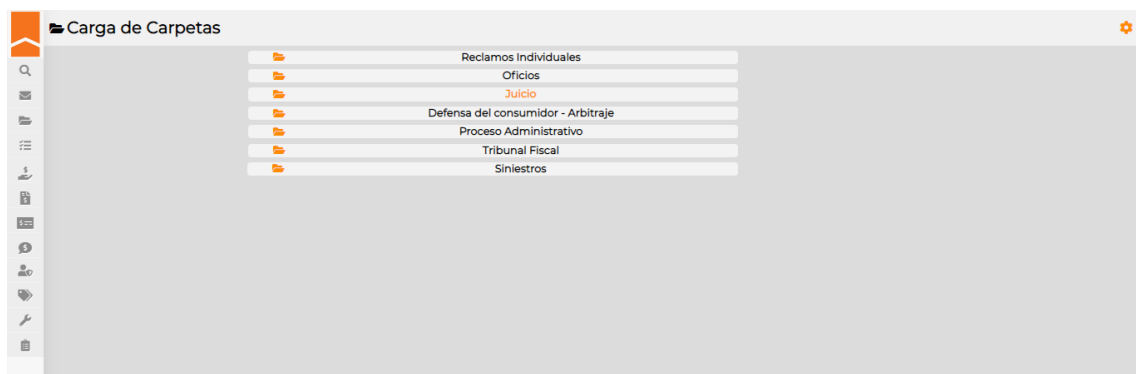 Carga de Carpetas
Reclamos Individuales
Oficios
Juicio
Defensa del consumidor - Arbitraje
Proceso Administrativo
Tribunal Fiscal
Siniestros